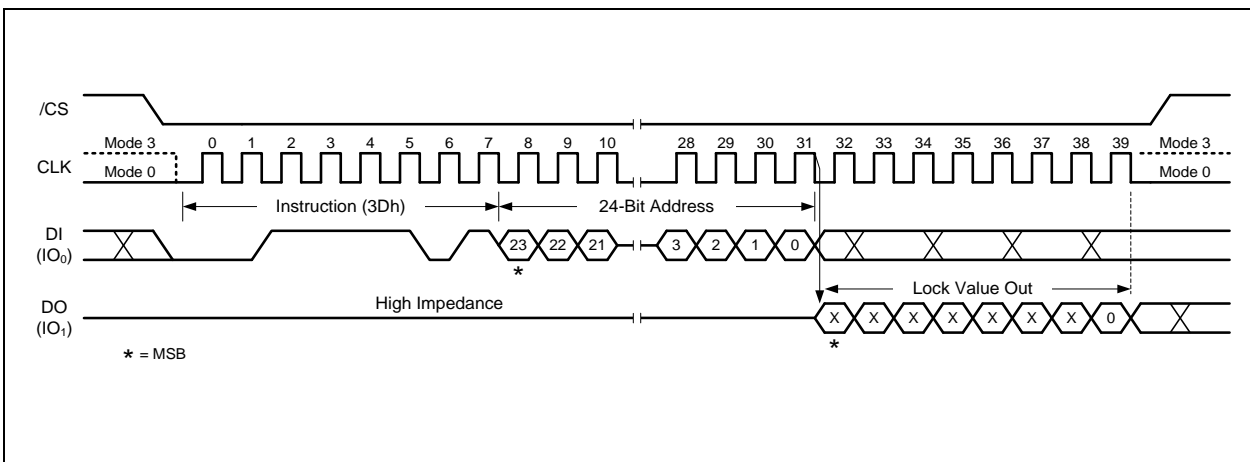 /CS
Mode 3 0 1 2 3 4 5 6 7 8 9 10 28 29 30 31 32 33 34 35 36 37 38 39 Mode 3
CLK
Mode 0 Mode 0
Instruction (3Dh) 24-Bit Address
DI
(IO₀)
23 22 21 3 2 1 0
*
Lock Value Out
High Impedance
DO
(IO₁)
X X X X X X X 0
*
* = MSB